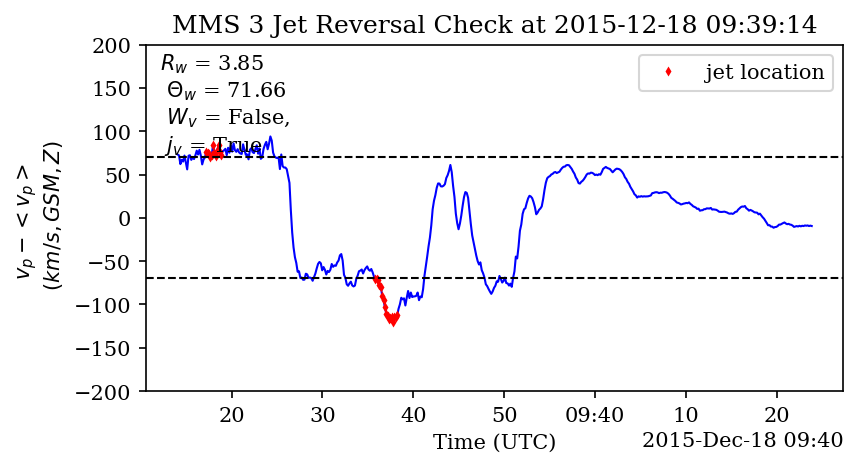 MMS 3 Jet Reversal Check at 2015-12-18 09:39:14
200
150
100
50
0
−50
−100
−150
−200
v_p − < v_p >
(km/s, GSM, Z)
R_w = 3.85
Θ_w = 71.66
W_v = False,
j_v = True
jet location
20
30
40
50
09:40
10
20
Time (UTC)
2015-Dec-18 09:40